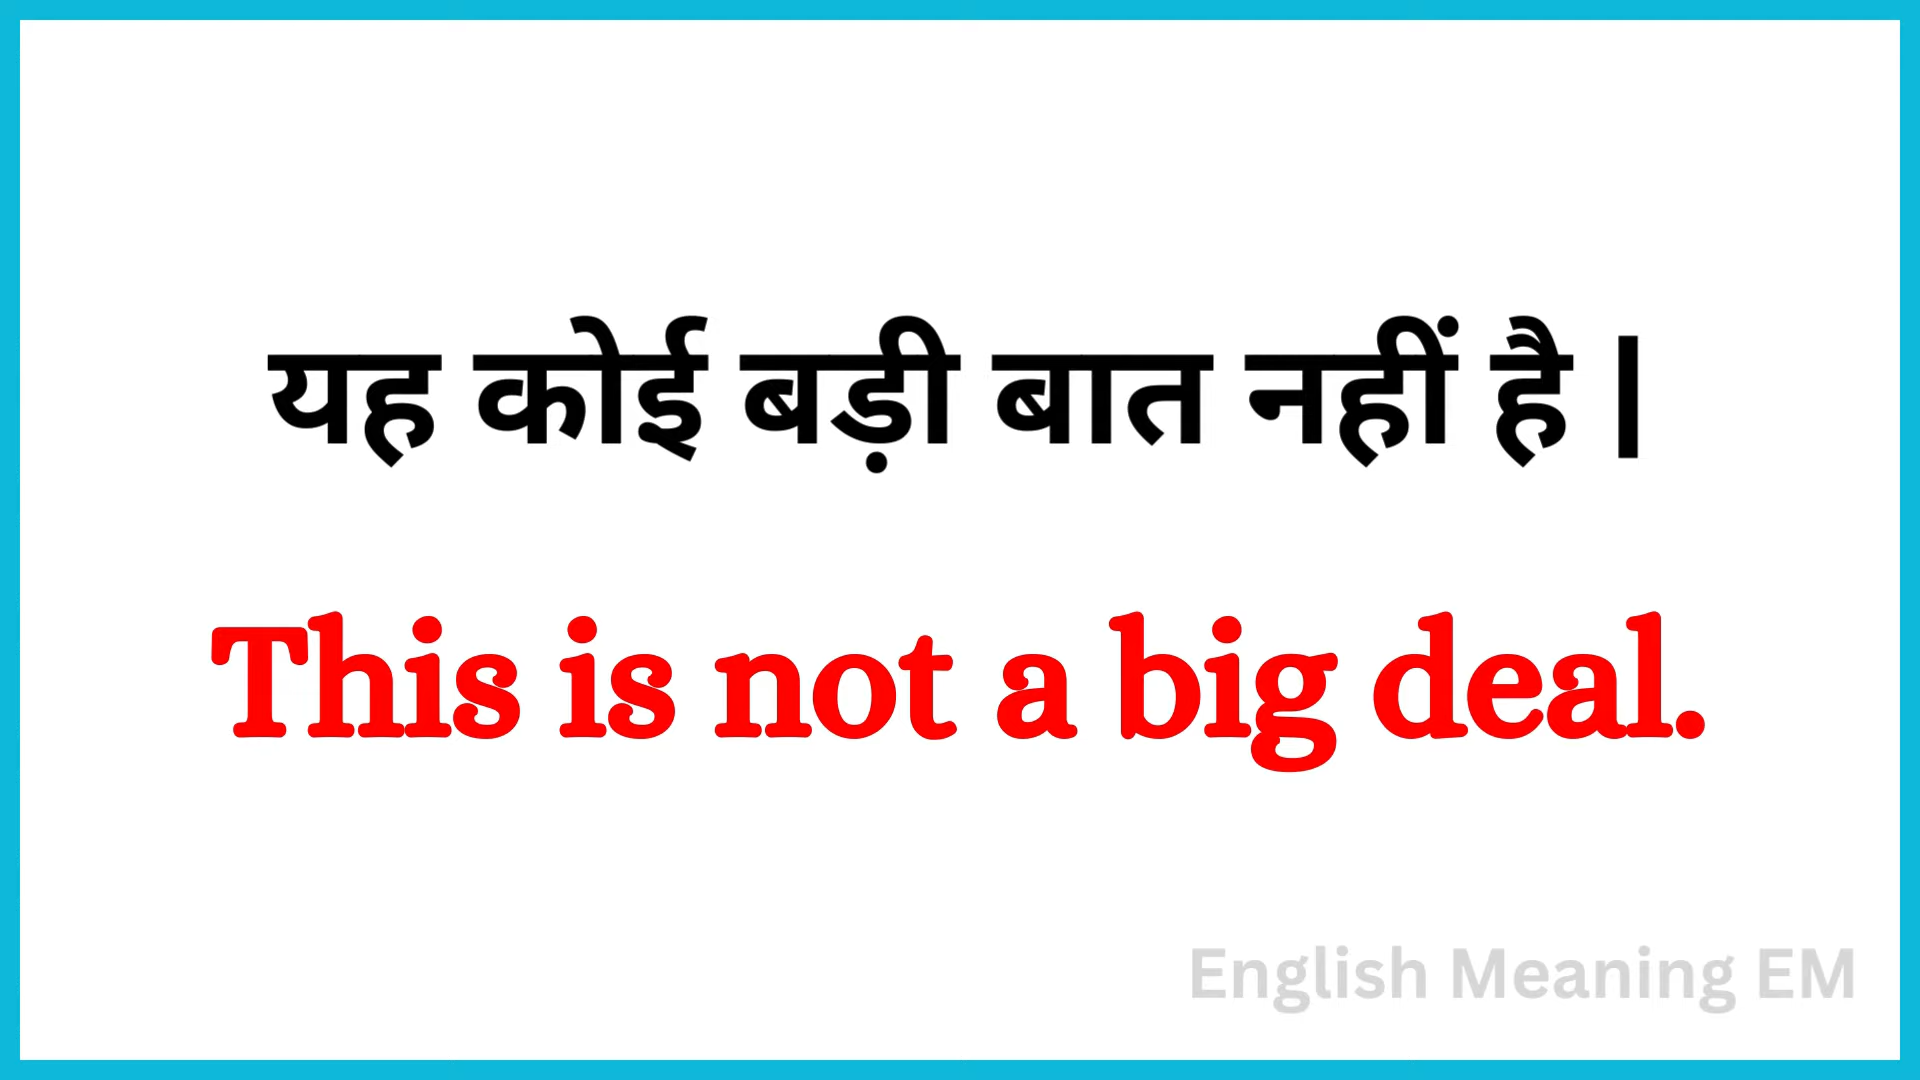 यह कोई बड़ी बात नहीं है |
This is not a big deal.
English Meaning EM